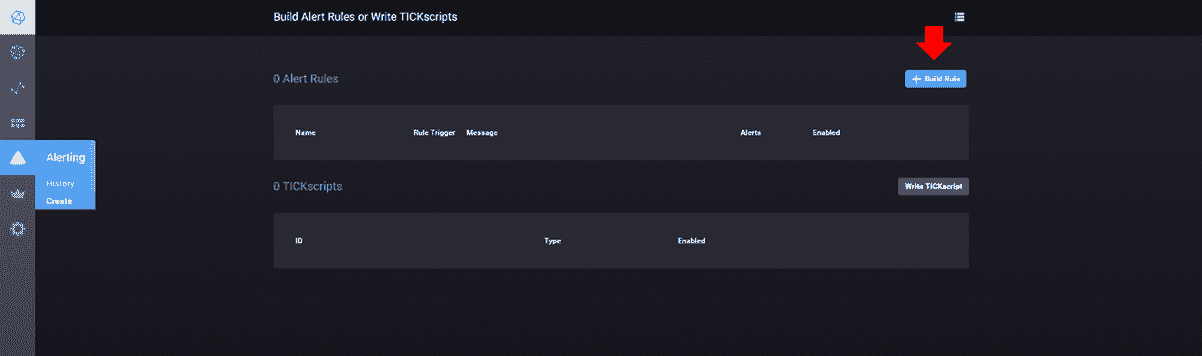 Build Alert Rules or Write TICKscripts
0 Alert Rules
Build Rule
Name Rule Trigger Message Alerts Enabled
Alerting
History
Create
0 TICKscripts
Write TICKscript
ID Type Enabled